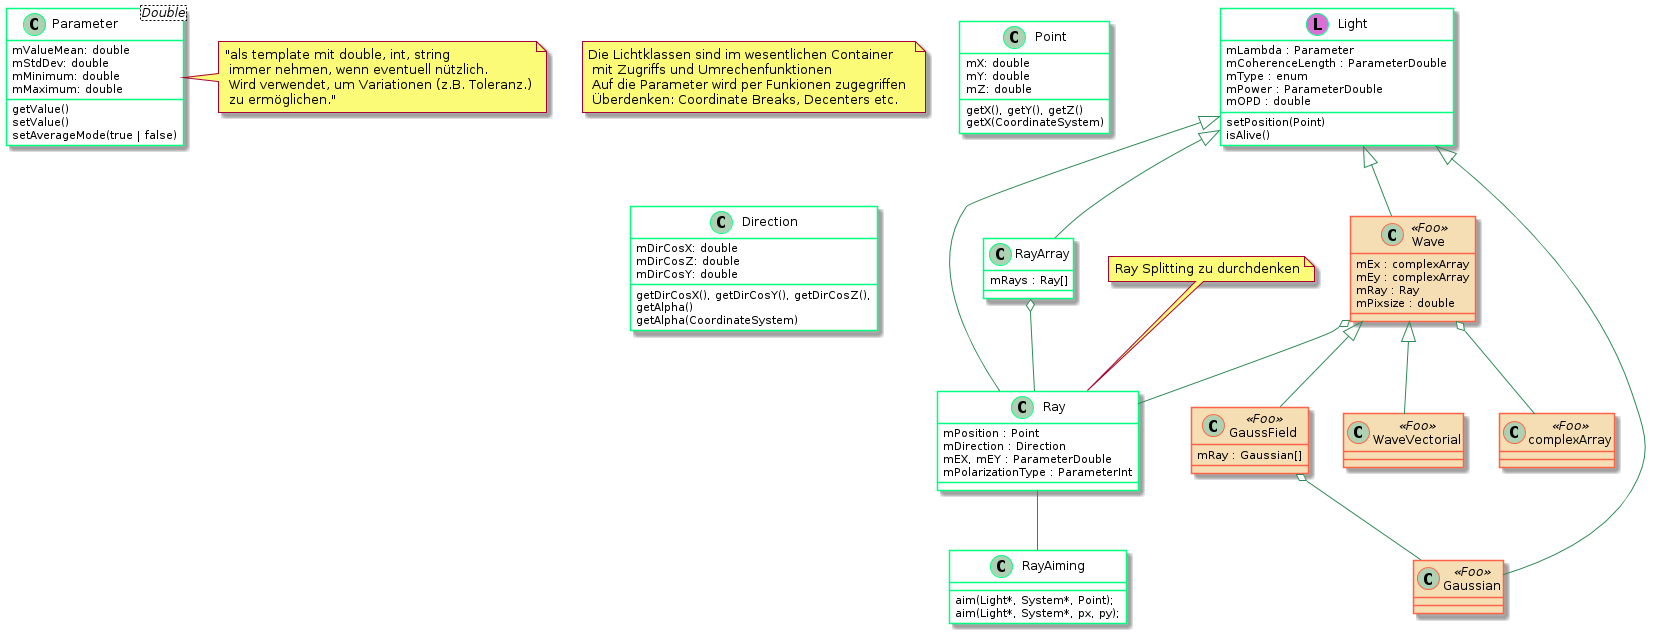 C Parameter
Double
mValueMean: double
mStdDev: double
mMinimum: double
mMaximum: double
getValue()
setValue()
setAverageMode(true | false)
"als template mit double, int, string
immer nehmen, wenn eventuell nützlich.
Wird verwendet, um Variationen (z.B. Toleranz.)
zu ermöglichen."
Die Lichtklassen sind im wesentlichen Container
mit Zugriffs und Umrechenfunktionen
Auf die Parameter wird per Funkionen zugegriffen
Überdenken: Coordinate Breaks, Decenters etc.
C Point
mX: double
mY: double
mZ: double
getX(), getY(), getZ()
getX(CoordinateSystem)
L Light
mLambda : Parameter
mCoherenceLength : ParameterDouble
mType : enum
mPower : ParameterDouble
mOPD : double
setPosition(Point)
isAlive()
C Direction
mDirCosX: double
mDirCosZ: double
mDirCosY: double
getDirCosX(), getDirCosY(), getDirCosZ(),
getAlpha()
getAlpha(CoordinateSystem)
C RayArray
mRays : Ray[]
Ray Splitting zu durchdenken
C «Foo»
Wave
mEx : complexArray
mEy : complexArray
mRay : Ray
mPixsize : double
C Ray
mPosition : Point
mDirection : Direction
mEX, mEY : ParameterDouble
mPolarizationType : ParameterInt
C «Foo»
GaussField
mRay : Gaussian[]
C «Foo»
WaveVectorial
C «Foo»
complexArray
C RayAiming
aim(Light*, System*, Point);
aim(Light*, System*, px, py);
C «Foo»
Gaussian